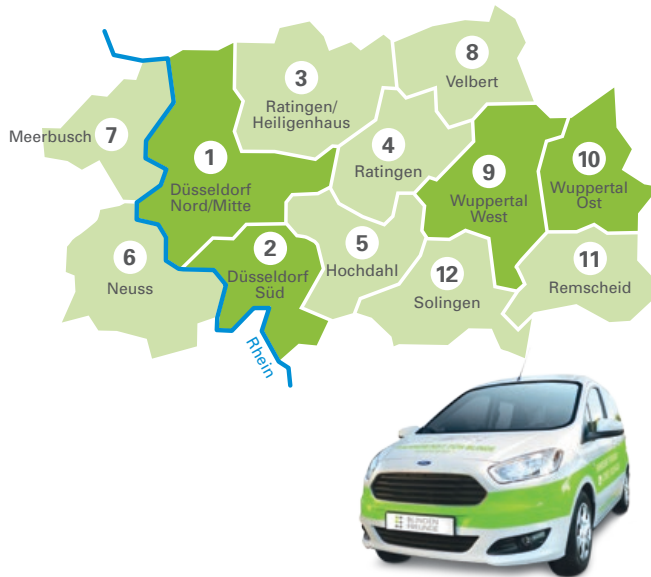 8
Velbert
3
Ratingen/
Heiligenhaus
Meerbusch 7
1
Düsseldorf
Nord/Mitte
4
Ratingen
9
Wuppertal
West
10
Wuppertal
Ost
6
Neuss
2
Düsseldorf
Süd
5
Hochdahl
12
Solingen
11
Remscheid
Rhein
BLINDEN
FREUNDE